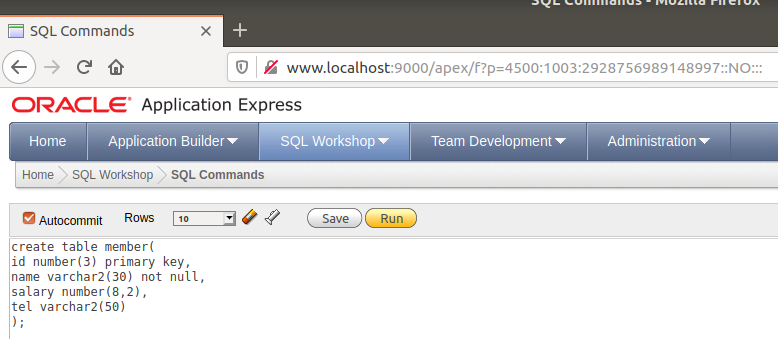 SQL Commands - Mozilla Firefox
SQL Commands
www.localhost:9000/apex/f?p=4500:1003:2928756989148997::NO:::
ORACLE® Application Express
Home Application Builder SQL Workshop Team Development Administration
Home SQL Workshop SQL Commands
Autocommit Rows 10 Save Run
create table member(
id number(3) primary key,
name varchar2(30) not null,
salary number(8,2),
tel varchar2(50)
);